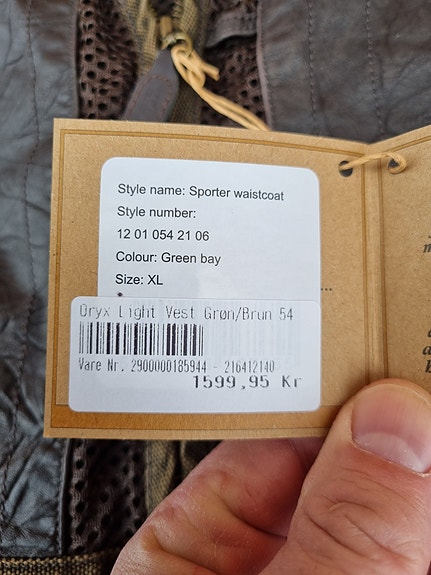 Style name: Sporter waistcoat
Style number:
12 01 054 21 06
Colour: Green bay
Size: XL
Oryx Light Vest Grøn/Brun 54
Vare Nr. 2900000185944 - 216412140
1599,95 Kr